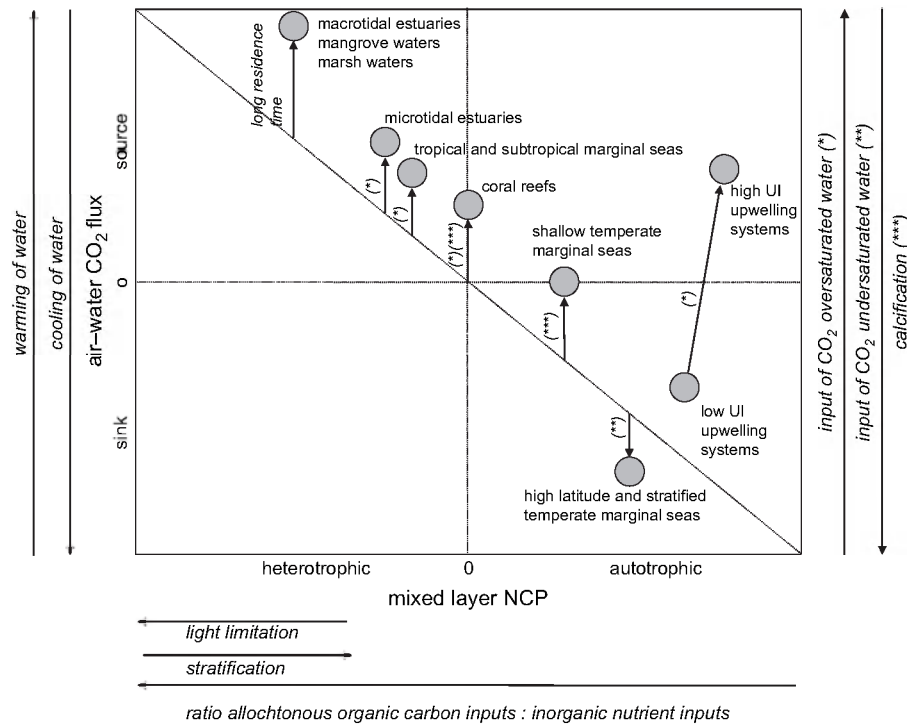 macrotidal estuaries
mangrove waters
marsh waters
long residence
time
microtidal estuaries
tropical and subtropical marginal seas
coral reefs
high UI
upwelling
systems
shallow temperate
marginal seas
low UI
upwelling
systems
high latitude and stratified
temperate marginal seas
(*)
(*)
(*)(***)
(***)
(**)
(*)
warming of water
cooling of water
air–water CO2 flux
source
0
sink
input of CO2 oversaturated water (*)
input of CO2 undersaturated water (**)
calcification (***)
heterotrophic
0
autotrophic
mixed layer NCP
light limitation
stratification
ratio allochtonous organic carbon inputs : inorganic nutrient inputs